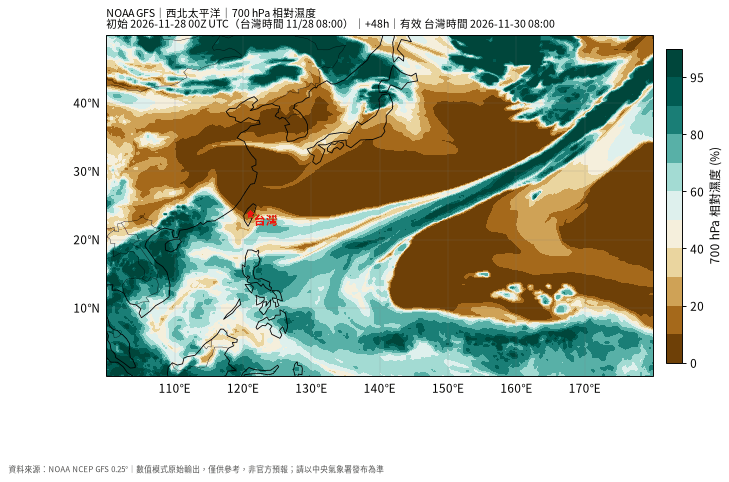 NOAA GFS｜西北太平洋｜700 hPa 相對濕度
初始 2026-11-28 00Z UTC（台灣時間 11/28 08:00）｜+48h｜有效 台灣時間 2026-11-30 08:00
40°N
30°N
20°N
10°N
110°E
120°E
130°E
140°E
150°E
160°E
170°E
台灣
95
80
60
40
20
0
700 hPa 相對濕度 (%)
資料來源：NOAA NCEP GFS 0.25°｜數值模式原始輸出，僅供參考，非官方預報；請以中央氣象署發布為準